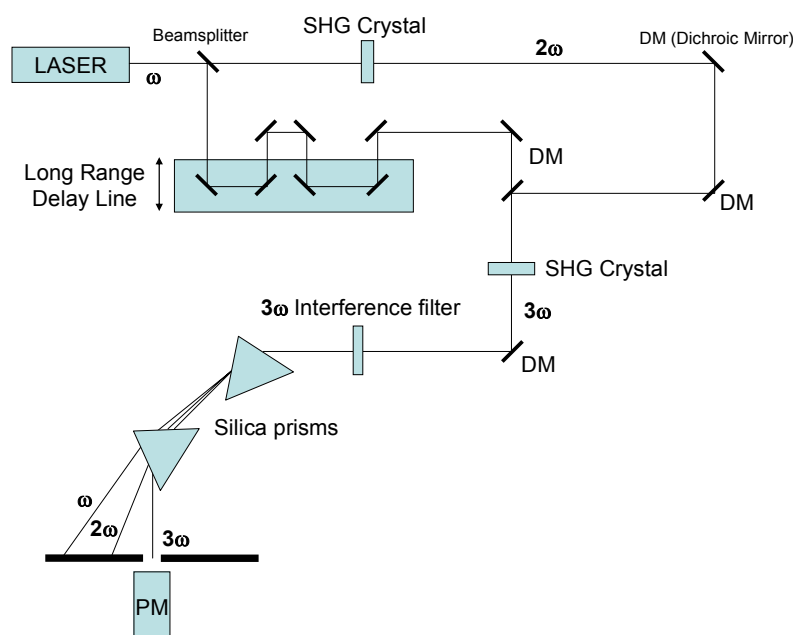 Beamsplitter
SHG Crystal
DM (Dichroic Mirror)
LASER
ω
2ω
Long Range
Delay Line
DM
DM
SHG Crystal
3ω Interference filter
3ω
DM
Silica prisms
ω
2ω
3ω
PM